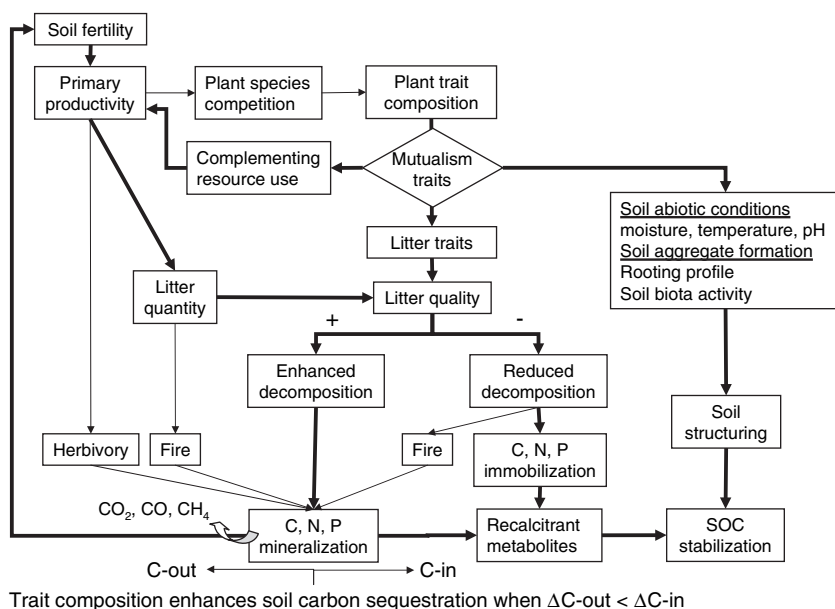 Soil fertility
Primary
productivity
Plant species
competition
Plant trait
composition
Complementing
resource use
Mutualism
traits
Soil abiotic conditions
moisture, temperature, pH
Soil aggregate formation
Rooting profile
Soil biota activity
Litter traits
Litter
quantity
Litter quality
+
-
Enhanced
decomposition
Reduced
decomposition
Soil
structuring
Herbivory
Fire
Fire
C, N, P
immobilization
CO2, CO, CH4
C, N, P
mineralization
Recalcitrant
metabolites
SOC
stabilization
C-out
C-in
Trait composition enhances soil carbon sequestration when ΔC-out < ΔC-in